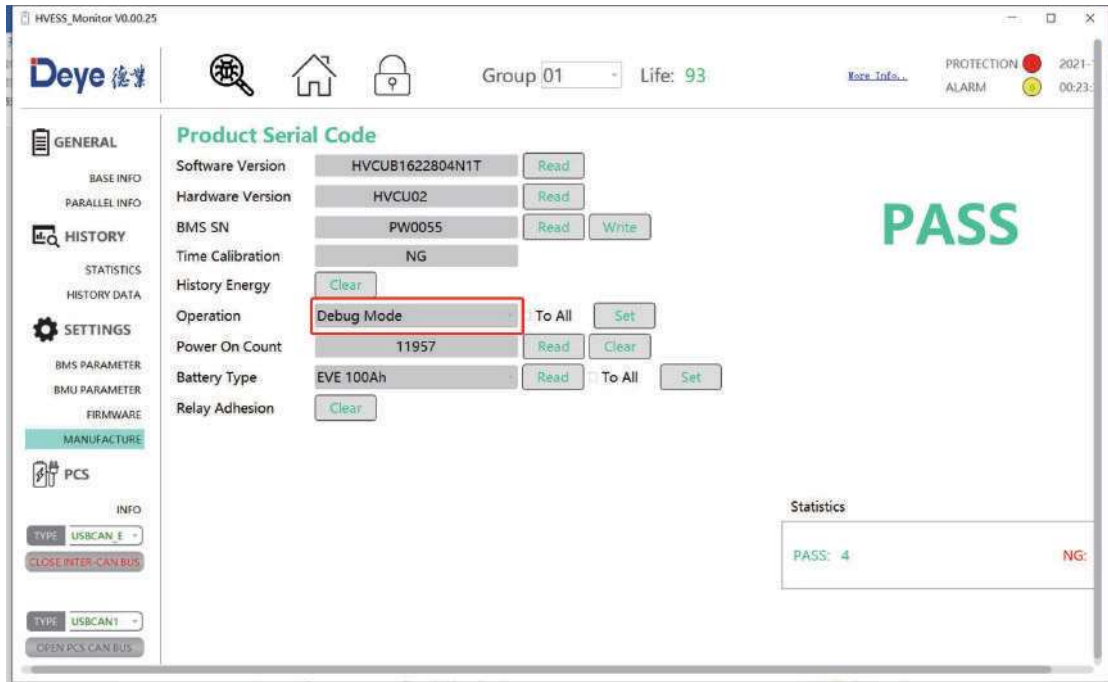 HVESS_Monitor V0.00.25
Deye 德業
Group 01 Life: 93
More Info..
PROTECTION
ALARM
2021-
00:23:
GENERAL
BASE INFO
PARALLEL INFO
HISTORY
STATISTICS
HISTORY DATA
SETTINGS
BMS PARAMETER
BMU PARAMETER
FIRMWARE
MANUFACTURE
PCS
INFO
TYPE USBCAN_E
CLOSE INTER-CAN BUS
TYPE USBCAN1
OPEN PCS CAN BUS
Product Serial Code
Software Version HVCUB1622804N1T Read
Hardware Version HVCU02 Read
BMS SN PW0055 Read Write
Time Calibration NG
History Energy Clear
Operation Debug Mode To All Set
Power On Count 11957 Read Clear
Battery Type EVE 100Ah Read To All Set
Relay Adhesion Clear
PASS
Statistics
PASS: 4 NG: